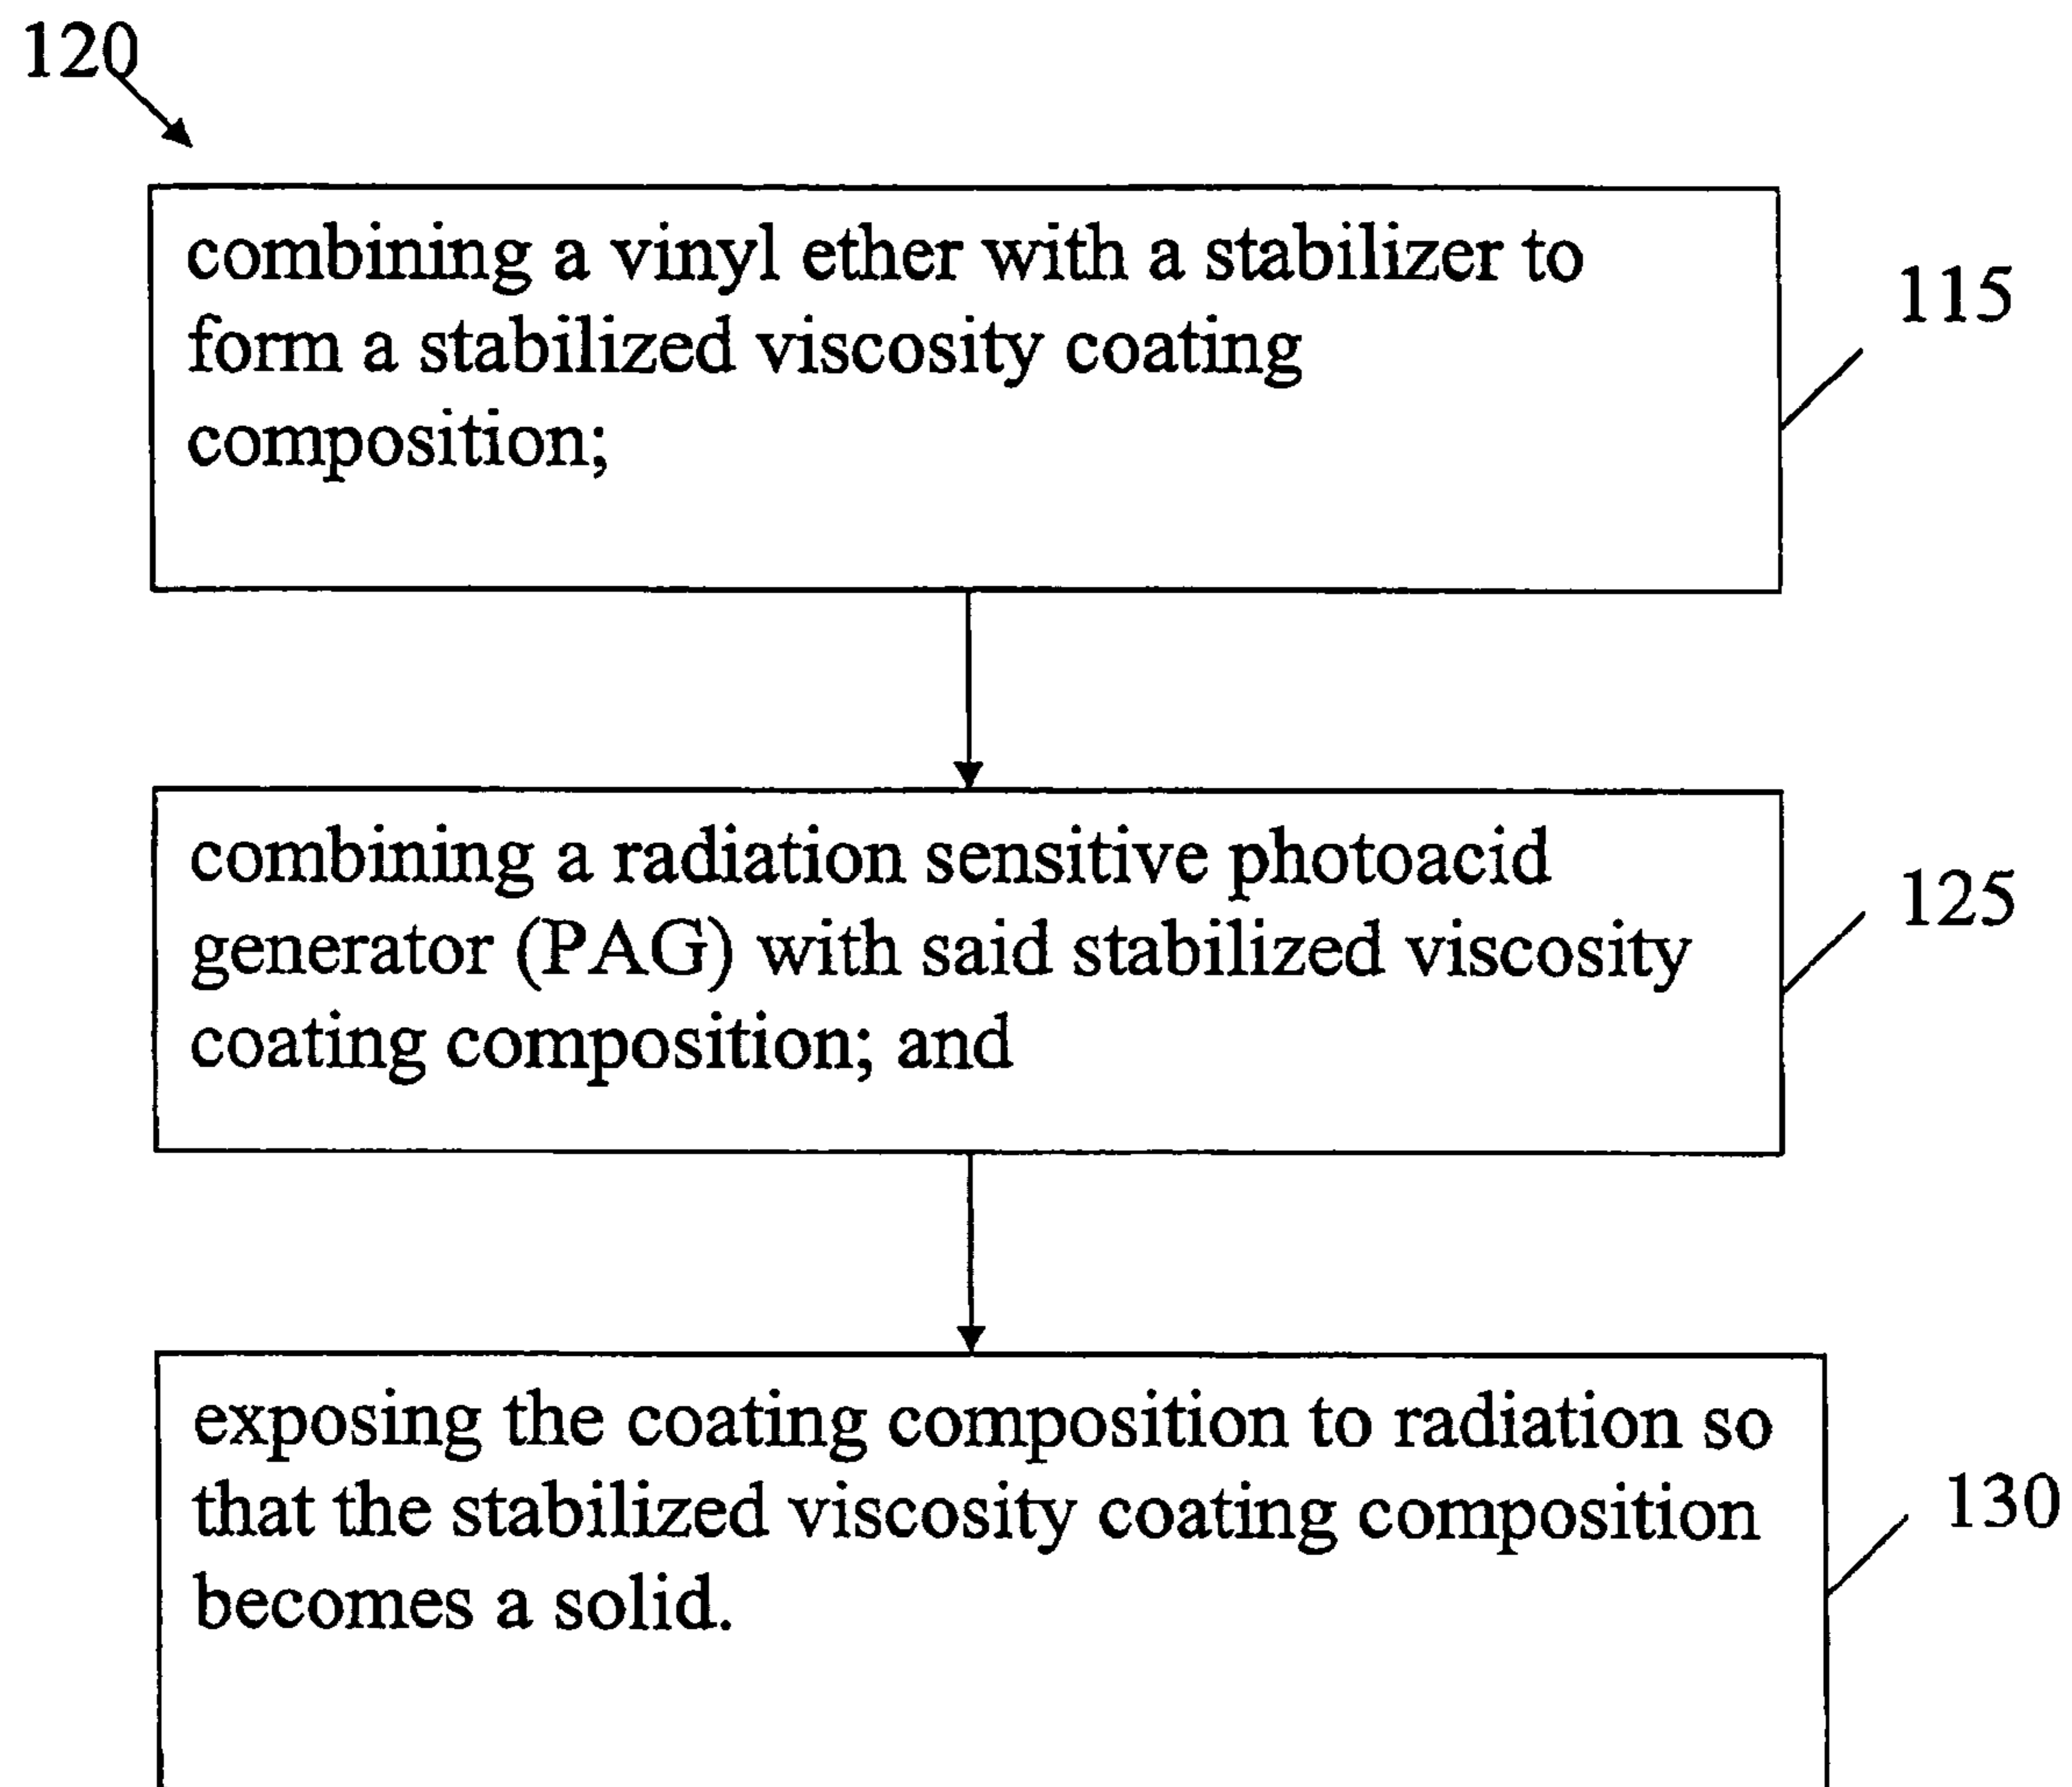 120
combining a vinyl ether with a stabilizer to
form a stabilized viscosity coating
composition;
115
combining a radiation sensitive photoacid
generator (PAG) with said stabilized viscosity
coating composition; and
125
exposing the coating composition to radiation so
that the stabilized viscosity coating composition
becomes a solid.
130